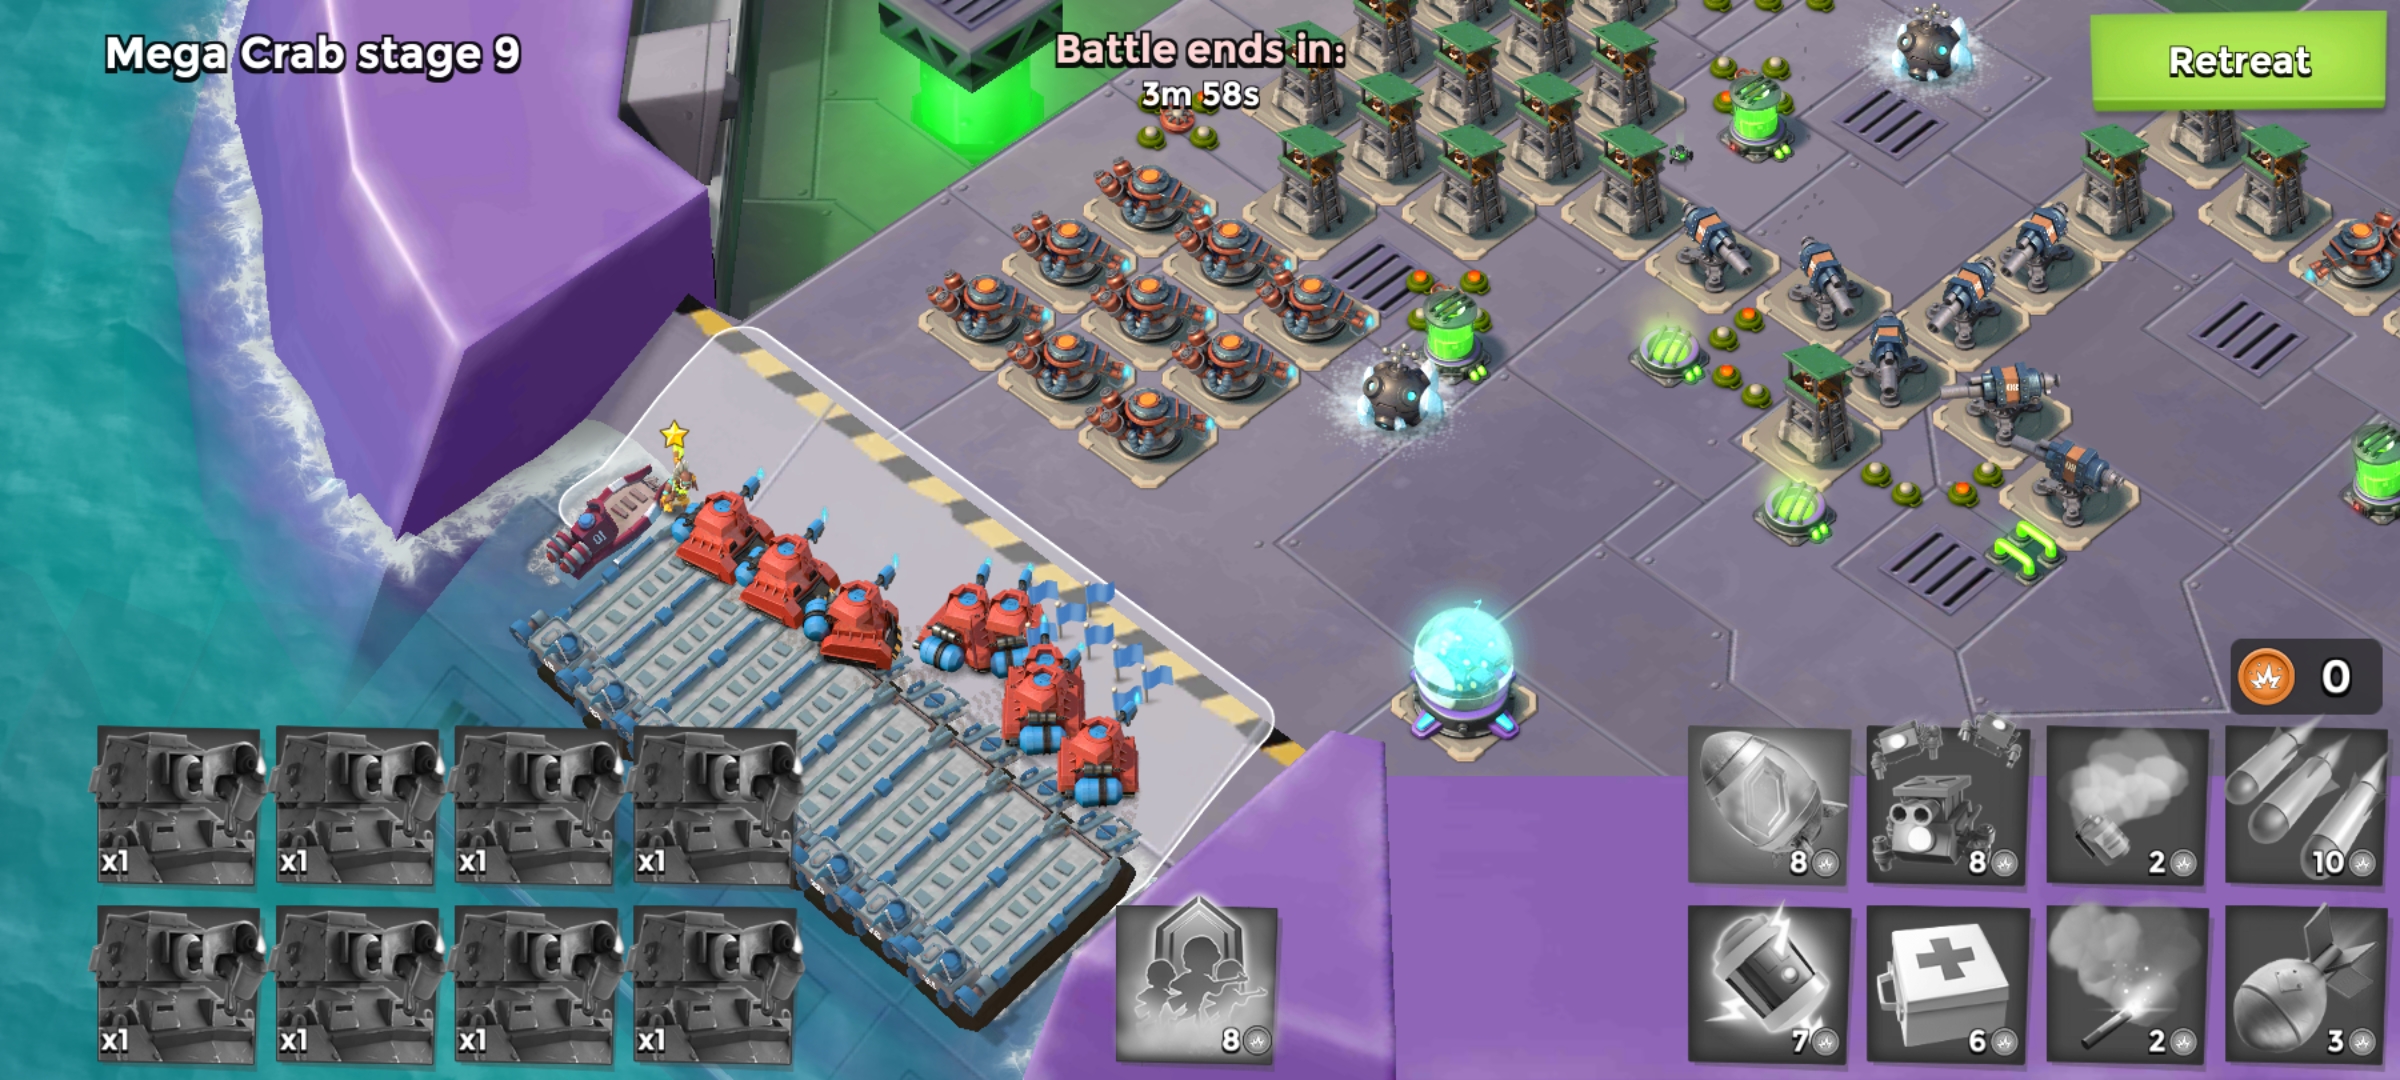 Mega Crab stage 9
Battle ends in:
3m 58s
Retreat
0
x1
x1
x1
x1
8
8
2
10
x1
x1
x1
x1
8
7
6
2
3